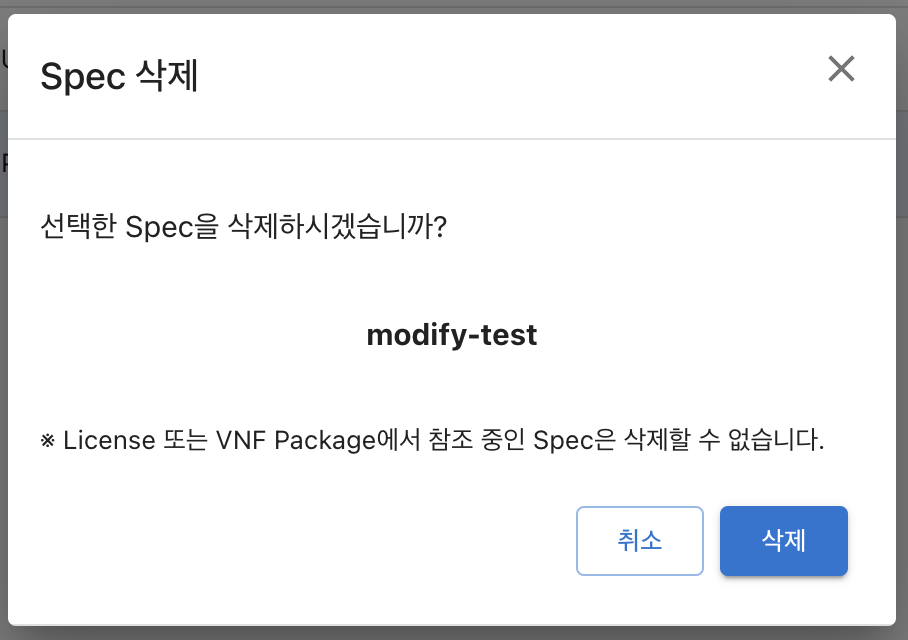 Spec 삭제
선택한 Spec을 삭제하시겠습니까?
modify-test
※ License 또는 VNF Package에서 참조 중인 Spec은 삭제할 수 없습니다.
취소
삭제